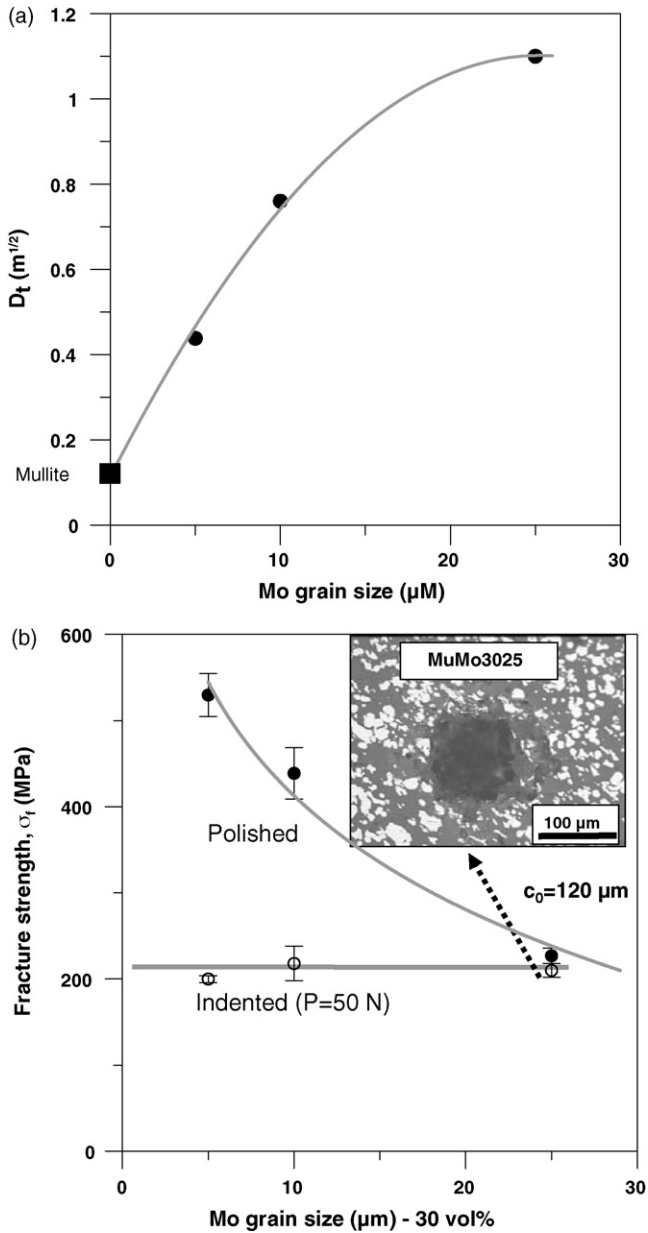 (a)
1.2
1
0.8
0.6
0.4
0.2
0
Mullite
D_t (m^1/2)
0
10
20
30
Mo grain size (µM)
(b)
600
400
200
0
Fracture strength, σ_f (MPa)
MuMo3025
100 µm
c_0=120 µm
Polished
Indented (P=50 N)
0
10
20
30
Mo grain size (µm) - 30 vol%